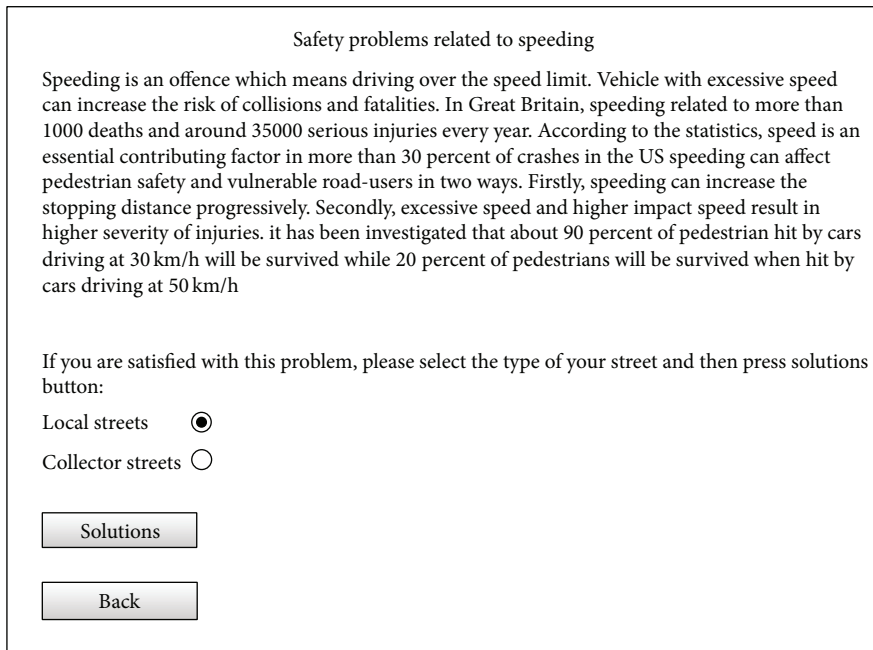 Safety problems related to speeding
Speeding is an offence which means driving over the speed limit. Vehicle with excessive speed
can increase the risk of collisions and fatalities. In Great Britain, speeding related to more than
1000 deaths and around 35000 serious injuries every year. According to the statistics, speed is an
essential contributing factor in more than 30 percent of crashes in the US speeding can affect
pedestrian safety and vulnerable road-users in two ways. Firstly, speeding can increase the
stopping distance progressively. Secondly, excessive speed and higher impact speed result in
higher severity of injuries. it has been investigated that about 90 percent of pedestrian hit by cars
driving at 30 km/h will be survived while 20 percent of pedestrians will be survived when hit by
cars driving at 50 km/h
If you are satisfied with this problem, please select the type of your street and then press solutions
button:
Local streets
Collector streets
Solutions
Back